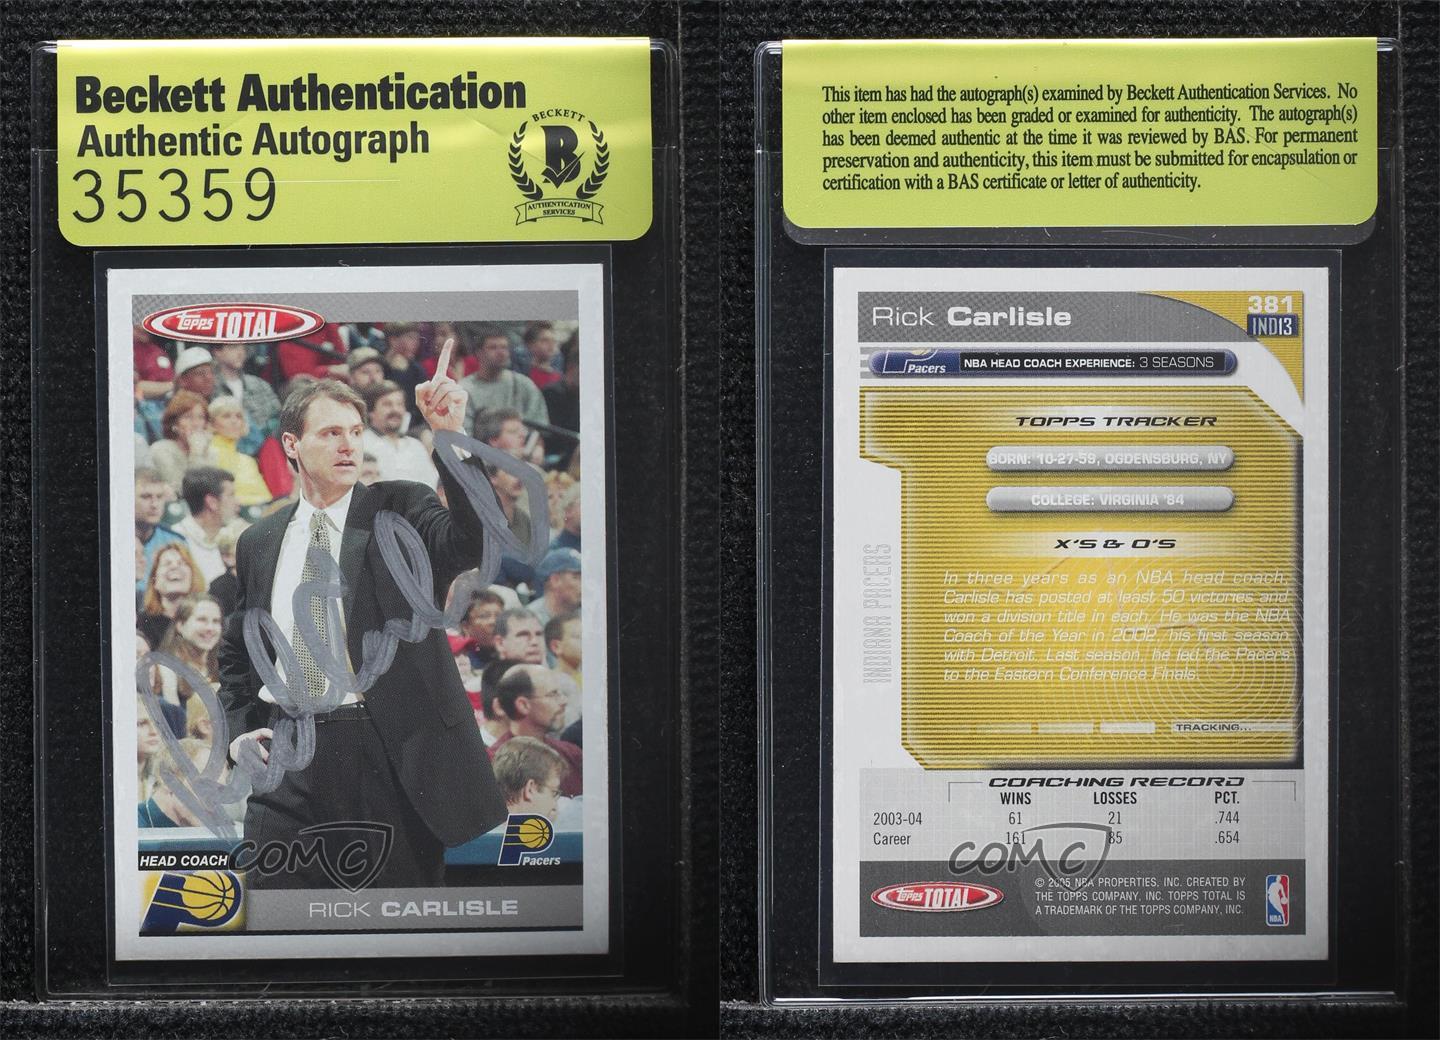 Beckett Authentication
Authentic Autograph
35359
BECKETT
B
AUTHENTICATION
SERVICES
Topps TOTAL
HEAD COACH
Pacers
RICK CARLISLE
COMC
This item has had the autograph(s) examined by Beckett Authentication Services. No
other item enclosed has been graded or examined for authenticity. The autograph(s)
has been deemed authentic at the time it was reviewed by BAS. For permanent
preservation and authenticity, this item must be submitted for encapsulation or
certification with a BAS certificate or letter of authenticity.
Rick Carlisle
381
IND13
Pacers
NBA HEAD COACH EXPERIENCE: 3 SEASONS
TOPPS TRACKER
BORN: '10-27-59, OGDENSBURG, NY
COLLEGE: VIRGINIA '84
X'S & O'S
INDIANA PACERS
In three years as an NBA head coach,
Carlisle has posted at least 50 victories and
won a division title in each. He was the NBA
Coach of the Year in 2002, his first season
with Detroit. Last season, he led the Pacers
to the Eastern Conference Finals.
TRACKING...
COACHING RECORD
WINS LOSSES PCT.
2003-04 61 21 .744
Career 161 85 .654
COMC
Topps TOTAL
© 2005 NBA PROPERTIES, INC. CREATED BY
THE TOPPS COMPANY, INC. TOPPS TOTAL IS
A TRADEMARK OF THE TOPPS COMPANY, INC.
NBA